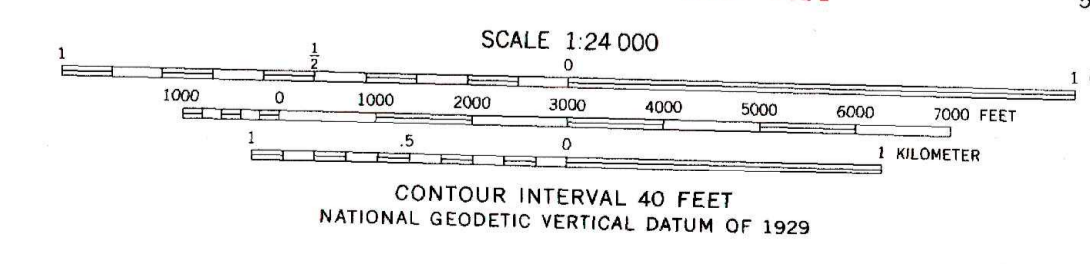 SCALE 1:24 000
1 1/2 0 1
1000 0 1000 2000 3000 4000 5000 6000 7000 FEET
1 .5 0 1 KILOMETER
CONTOUR INTERVAL 40 FEET
NATIONAL GEODETIC VERTICAL DATUM OF 1929